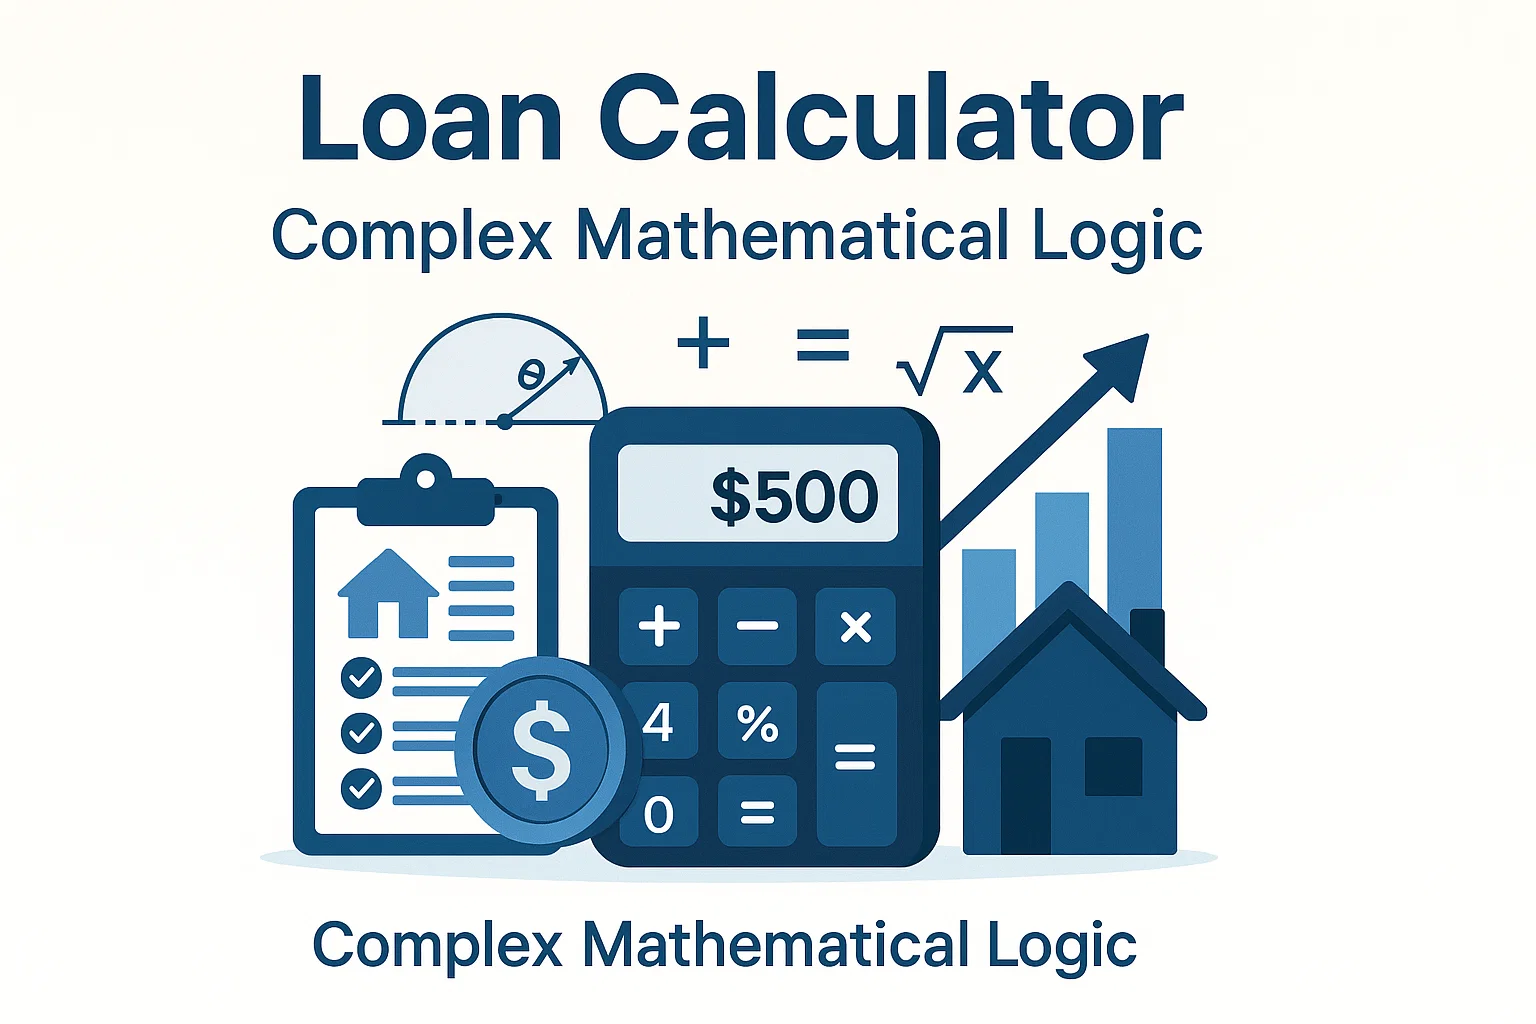 Loan Calculator
Complex Mathematical Logic
θ
+ = √x
$500
+ − ×
4 % =
0 =
$
Complex Mathematical Logic